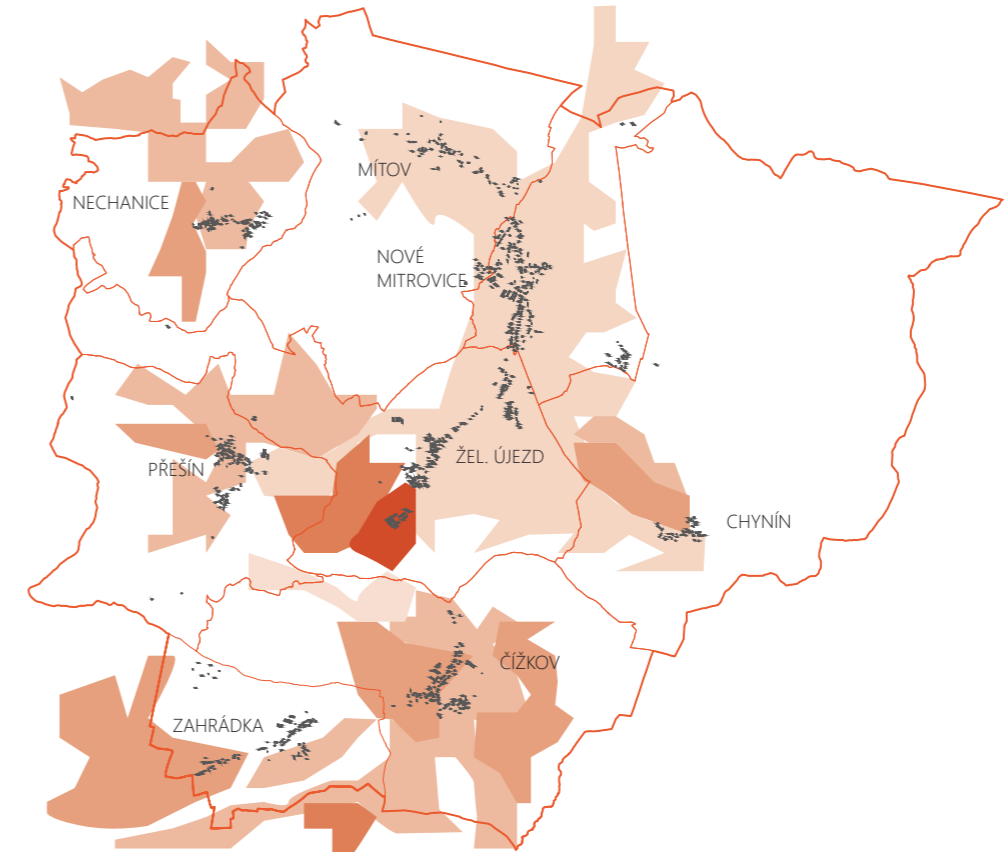 MÍTOV
NECHANICE
NOVÉ
MITROVICE
ŽEL. ÚJEZD
PŘEŠÍN
CHYNÍN
ČÍŽKOV
ZAHRÁDKA